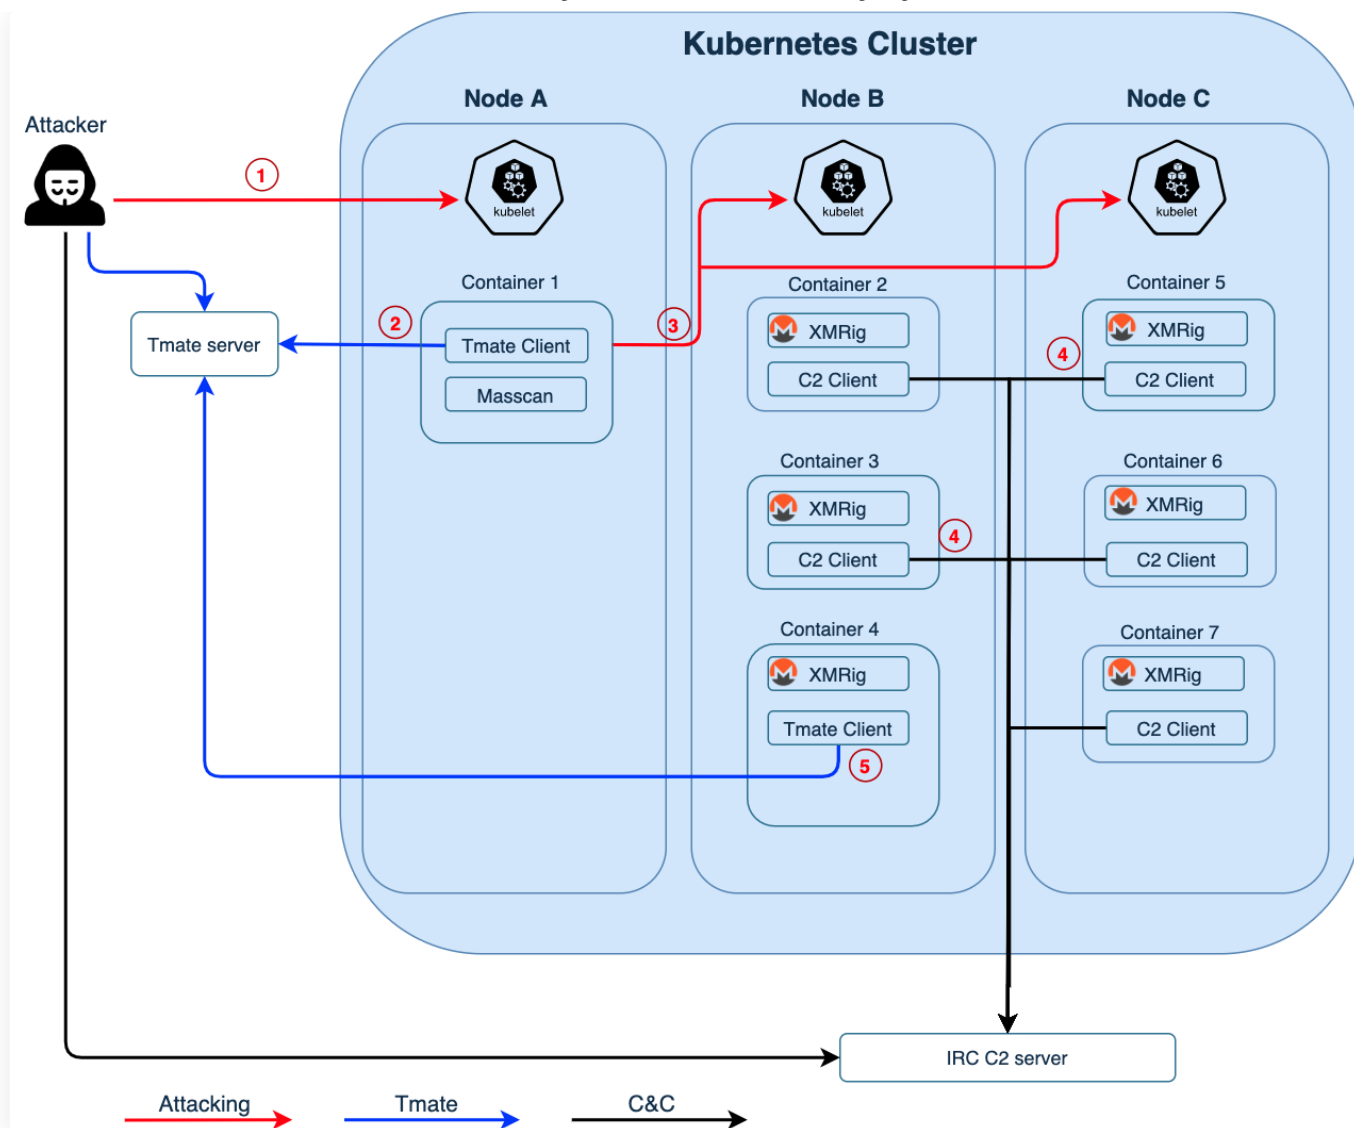 Kubernetes Cluster
Node A
Node B
Node C
Attacker
1
kubelet
kubelet
kubelet
Container 1
Container 2
Container 5
2
3
Tmate server
Tmate Client
Masscan
XMRig
C2 Client
4
XMRig
C2 Client
Container 3
Container 6
XMRig
C2 Client
4
XMRig
C2 Client
Container 4
Container 7
XMRig
Tmate Client
5
XMRig
C2 Client
IRC C2 server
Attacking
Tmate
C&C